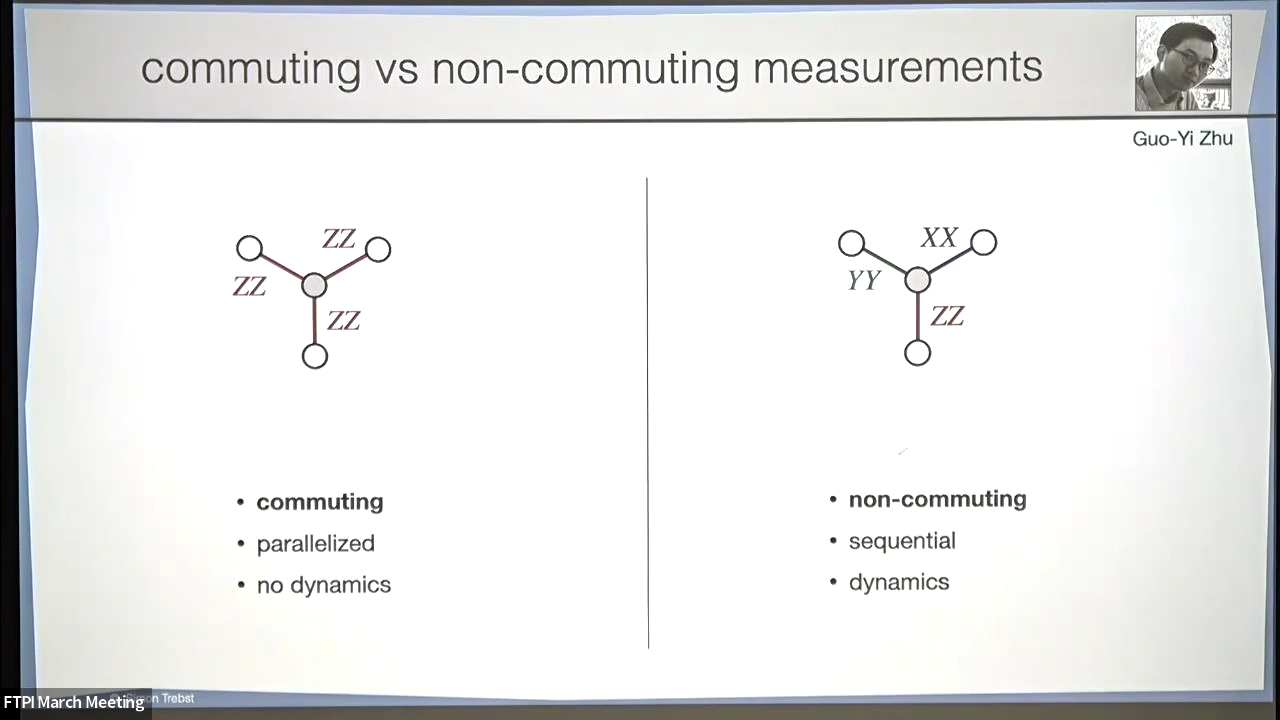 commuting vs non-commuting measurements
Guo-Yi Zhu
ZZ
ZZ
ZZ
• commuting
• parallelized
• no dynamics
XX
YY
ZZ
• non-commuting
• sequential
• dynamics
Simon Trebst
FTPI March Meeting